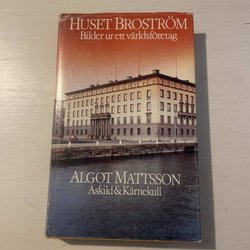 HUSET BROSTRÖM
Bilder ur ett världsföretag
ALGOT MATTSSON
Askild & Kärnekull